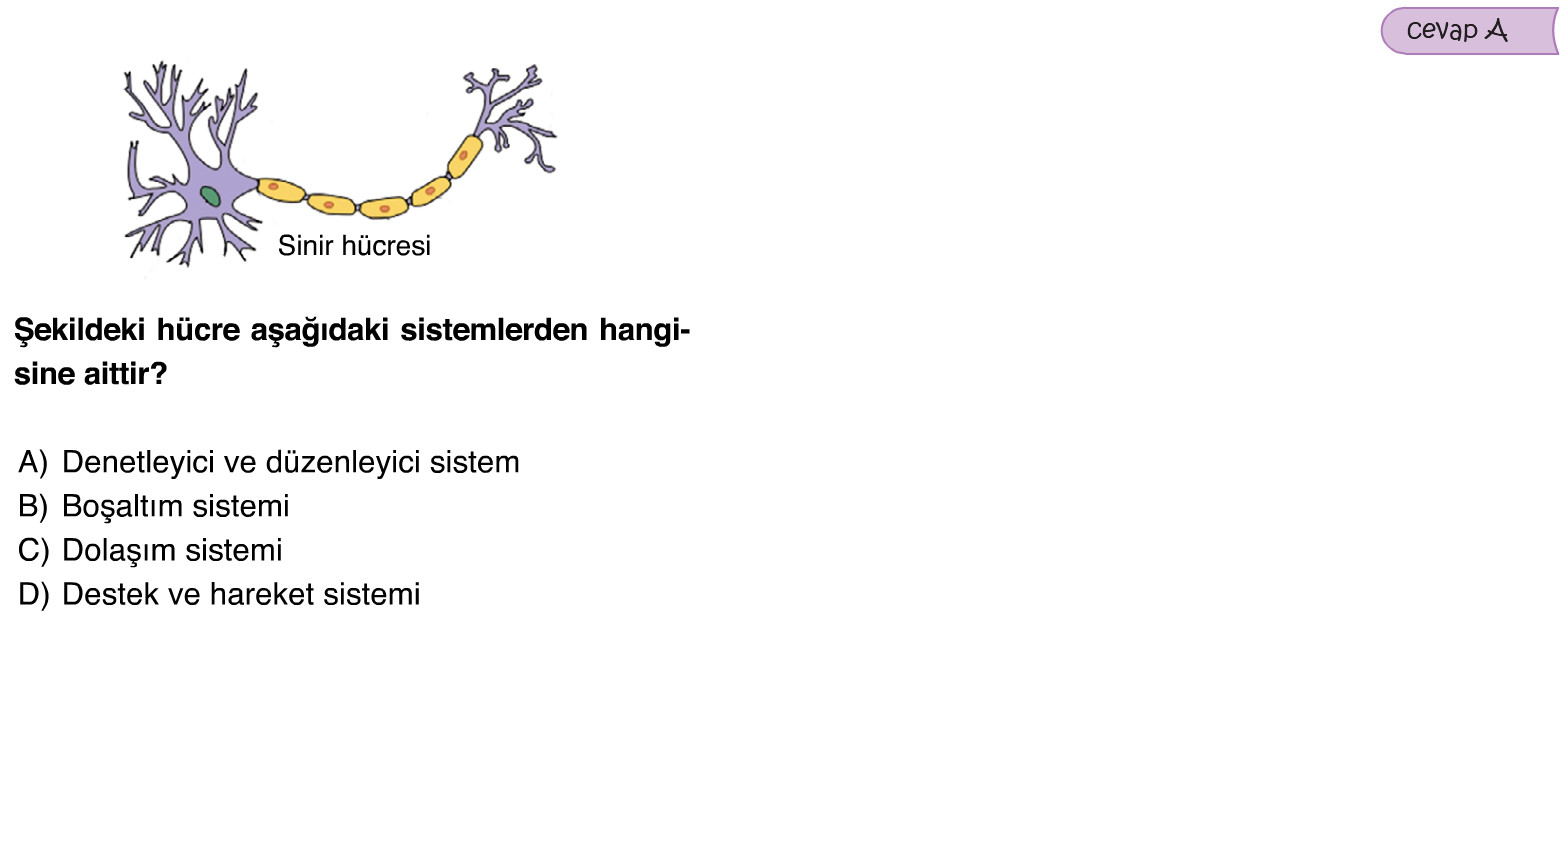 Cevap A
Sinir hücresi
Şekildeki hücre aşağıdaki sistemlerden hangi-
sine aittir?
A) Denetleyici ve düzenleyici sistem
B) Boşaltım sistemi
C) Dolaşım sistemi
D) Destek ve hareket sistemi